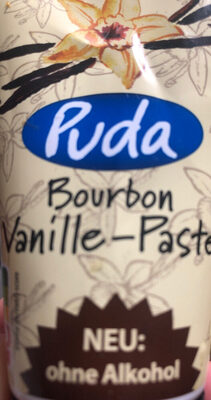 Puda
Bourbon
Vanille-Paste
NEU:
ohne Alkohol